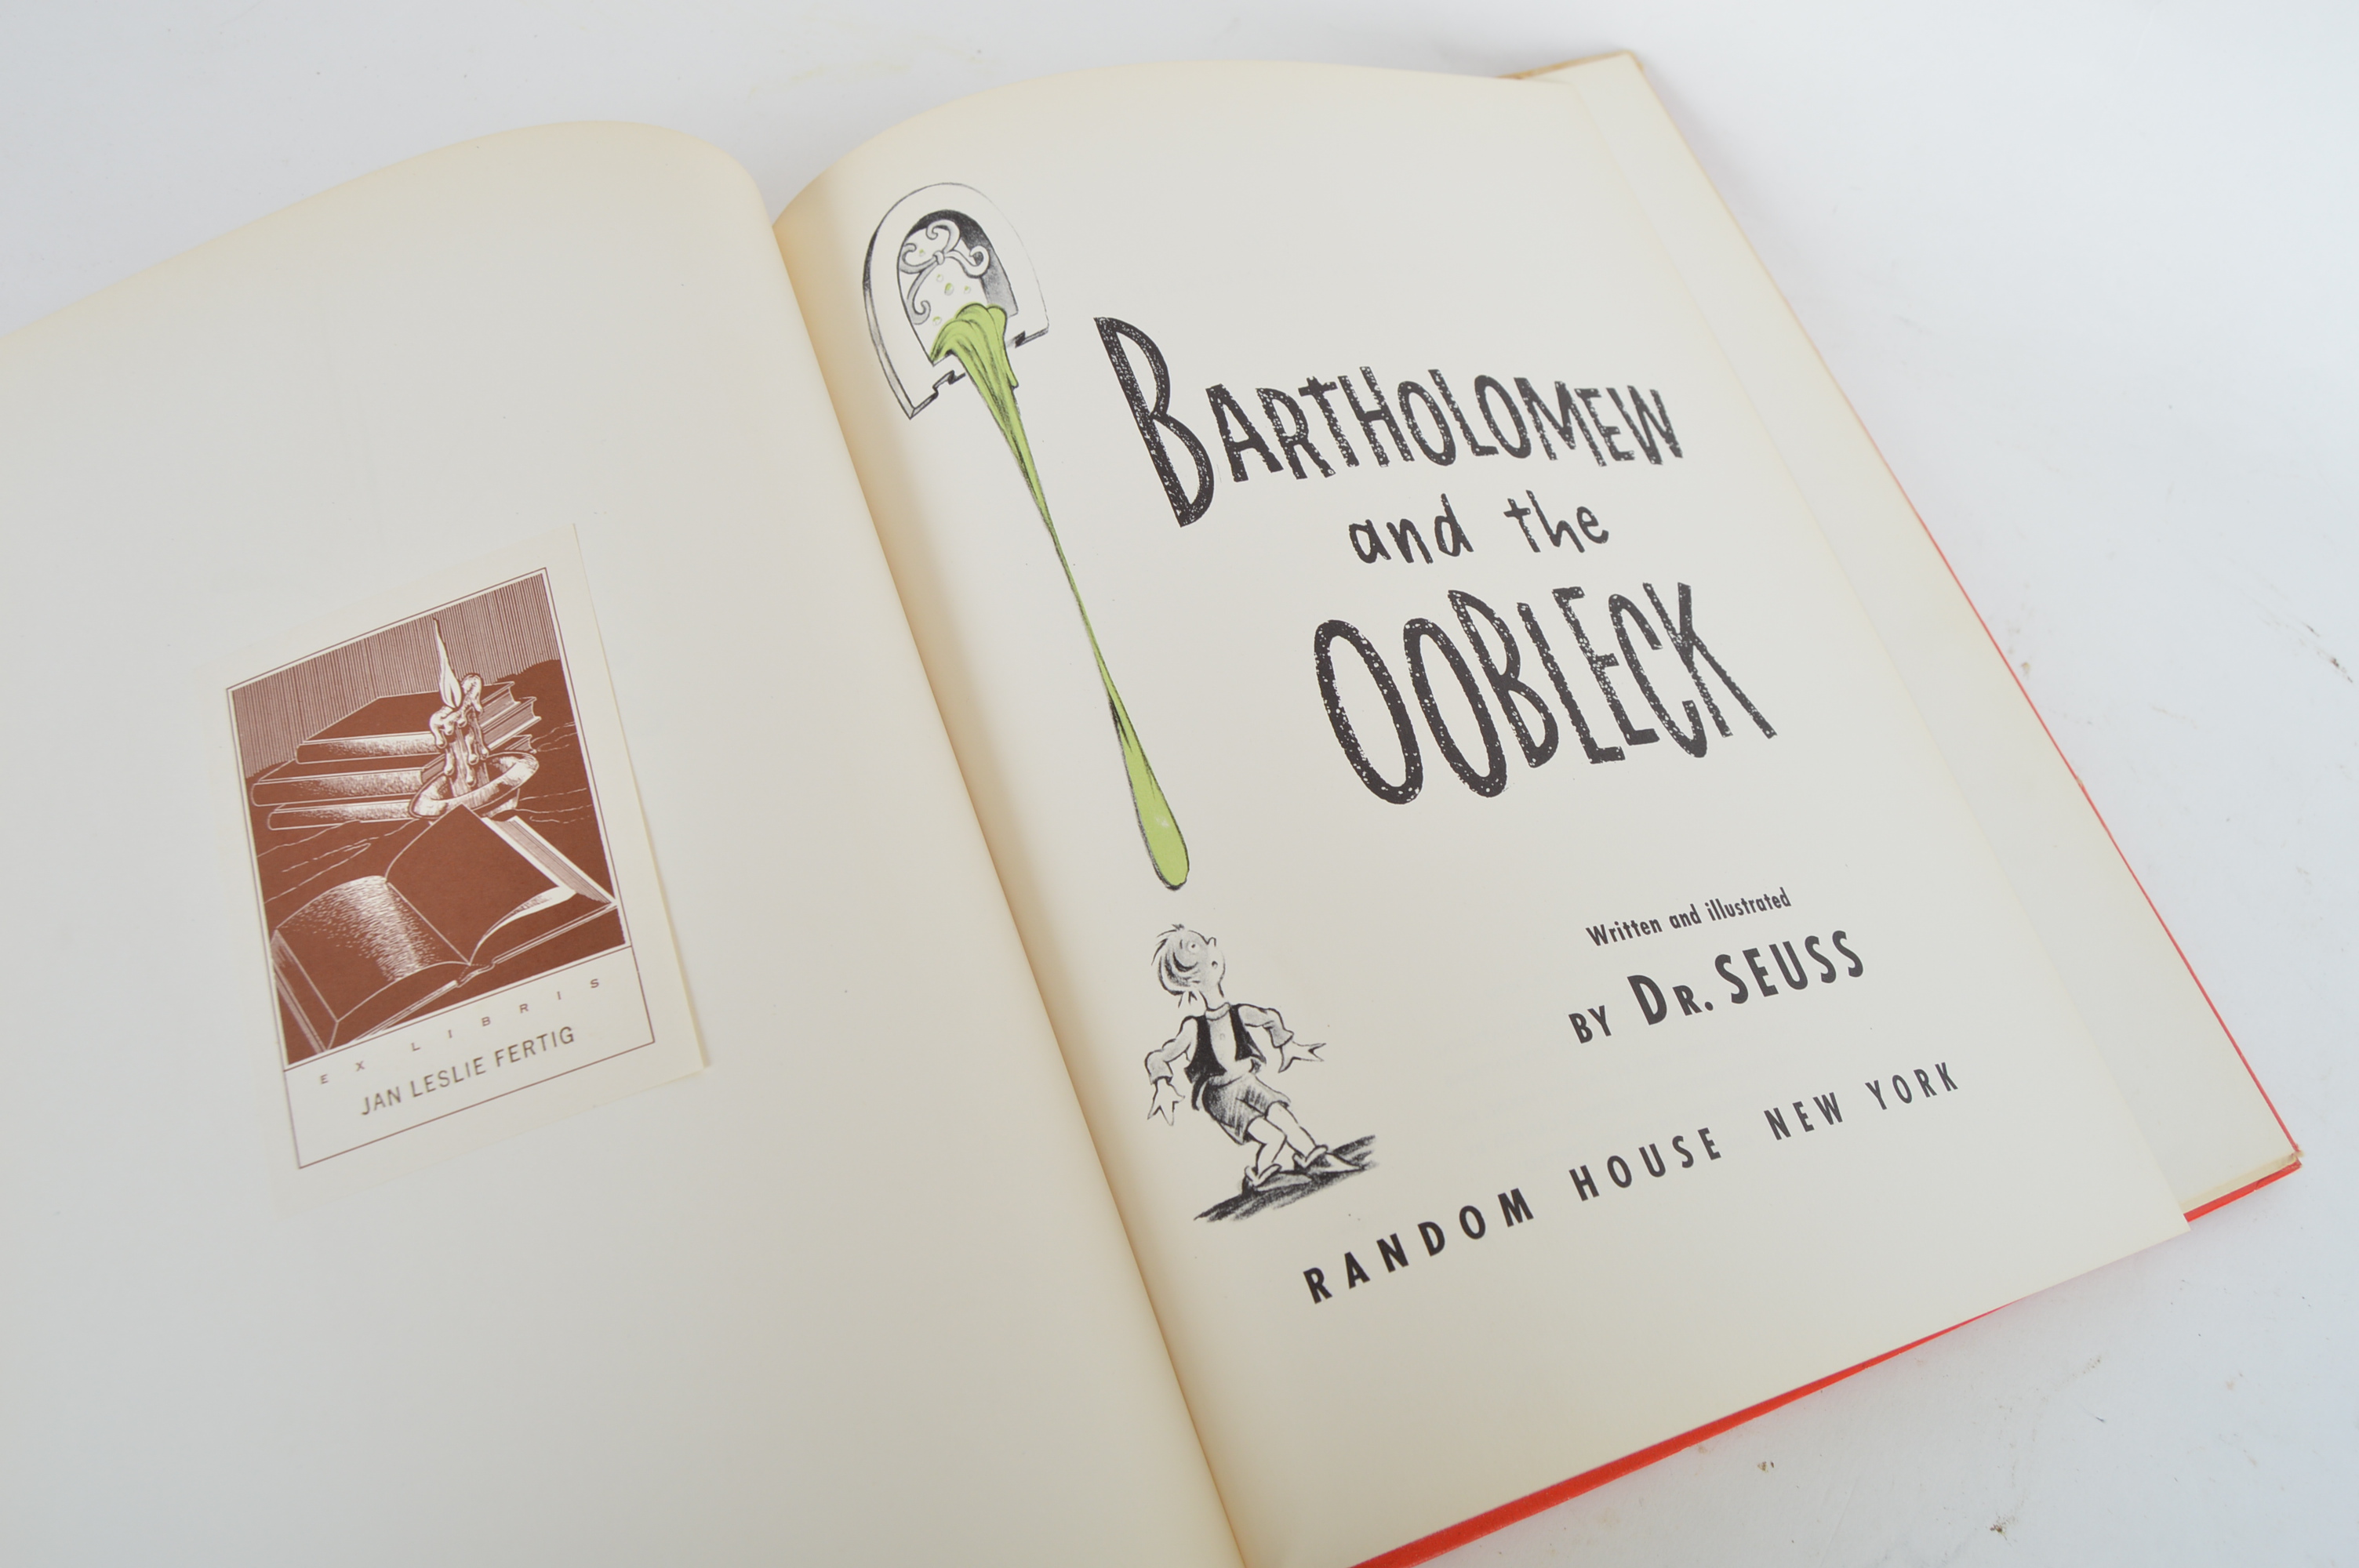 EX LIBRIS
JAN LESLIE FERTIG
BARTHOLOMEW
and the
OOBLECK
Written and illustrated
BY DR. SEUSS
RANDOM HOUSE NEW YORK